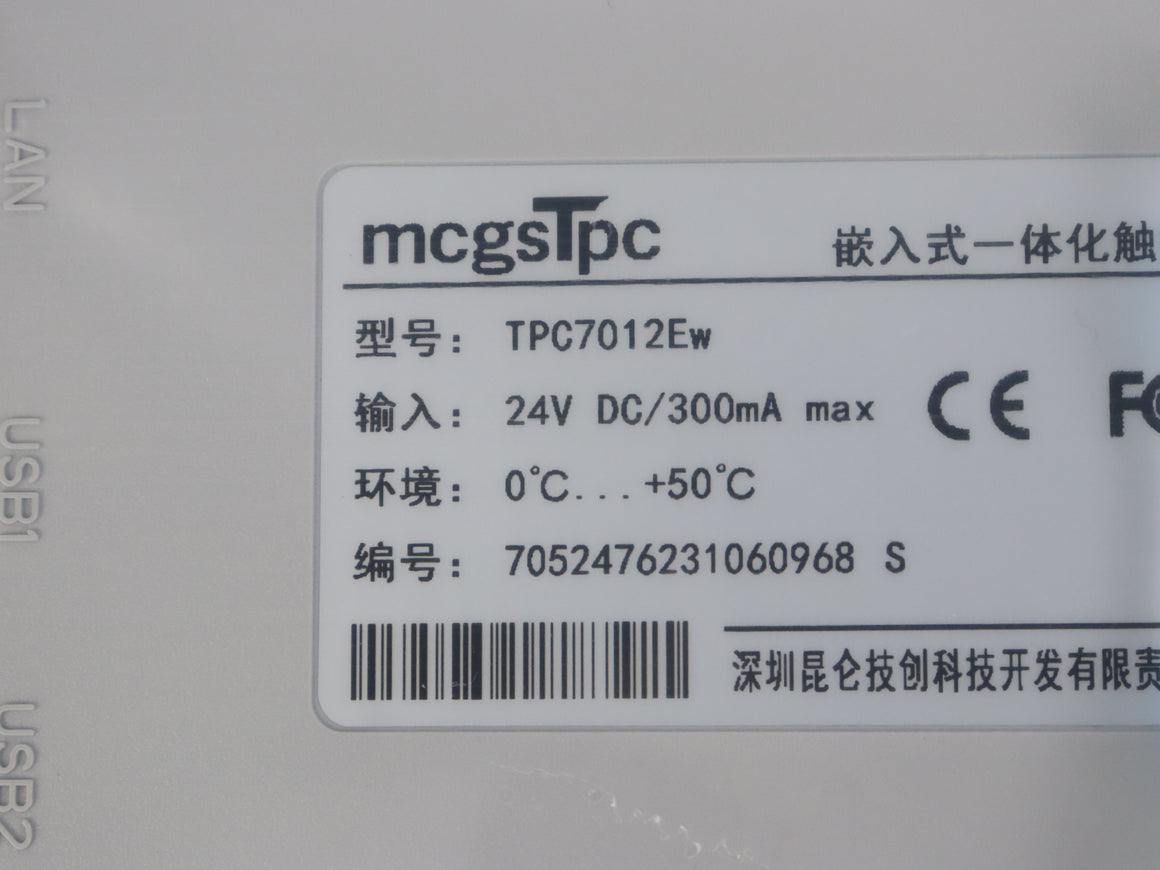 LAN
USB1
USB2
mcgsTpc
嵌入式一体化触
型号： TPC7012Ew
输入： 24V DC/300mA max
CE
FC
环境： 0℃...+50℃
编号： 7052476231060968 S
深圳昆仑技创科技开发有限责